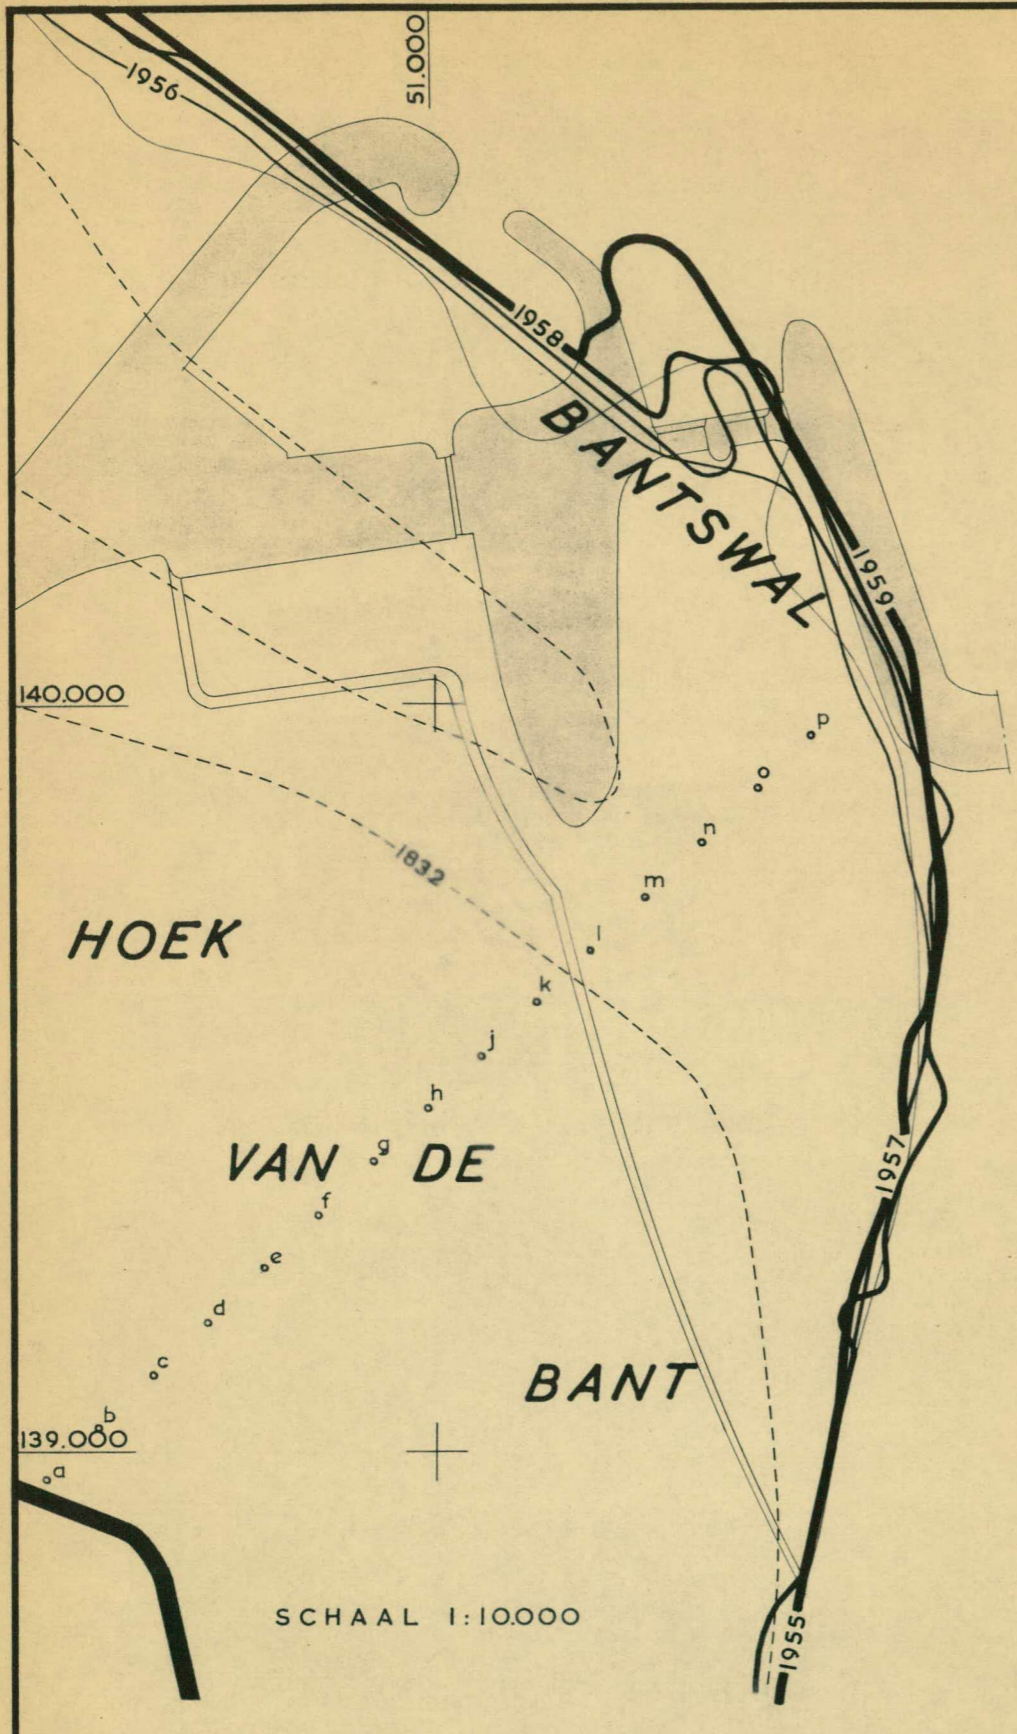 51.000
1956
1958
BANTSWAL
1959
140.000
p
o
n
1832
m
HOEK
l
k
j
h
1957
VAN DE
g
f
e
d
BANT
c
b
139.000
a
SCHAAL 1:10.000
1955